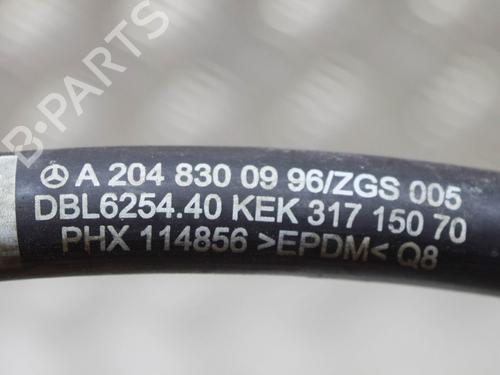 B-PARTS
A 204 830 09 96/ZGS 005
DBL6254.40 KEK 317 150 70
PHX 114856 >EPDM< Q8